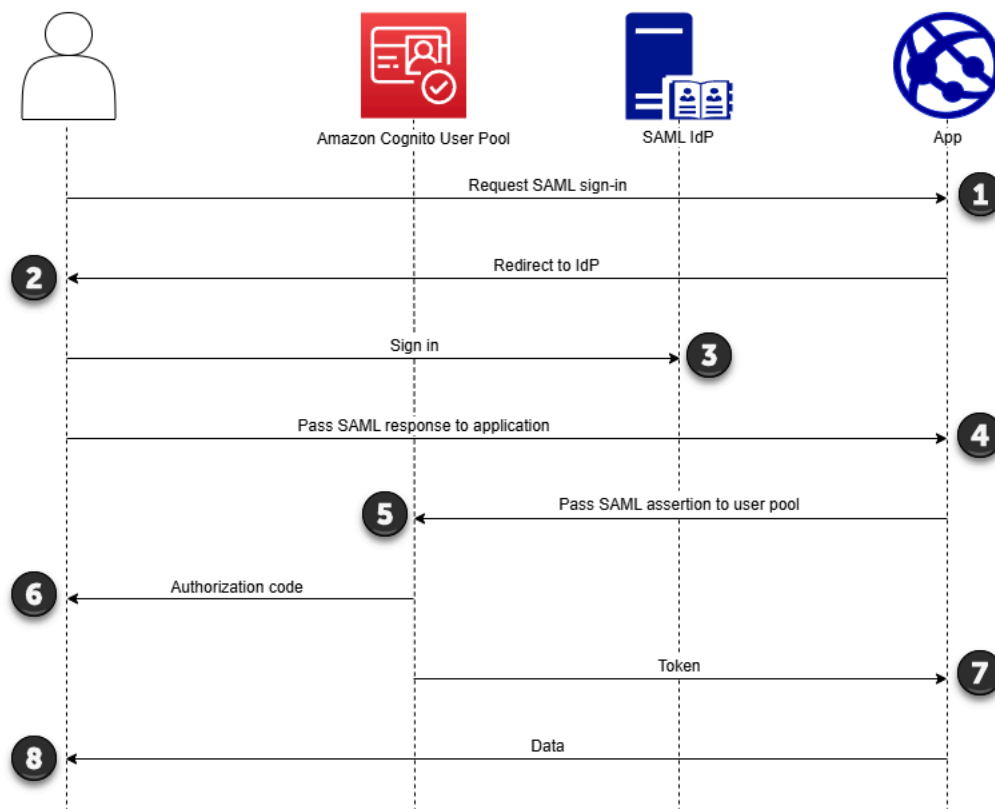 Amazon Cognito User Pool
SAML IdP
App
Request SAML sign-in
1
Redirect to IdP
2
Sign in
3
Pass SAML response to application
4
Pass SAML assertion to user pool
5
Authorization code
6
Token
7
Data
8